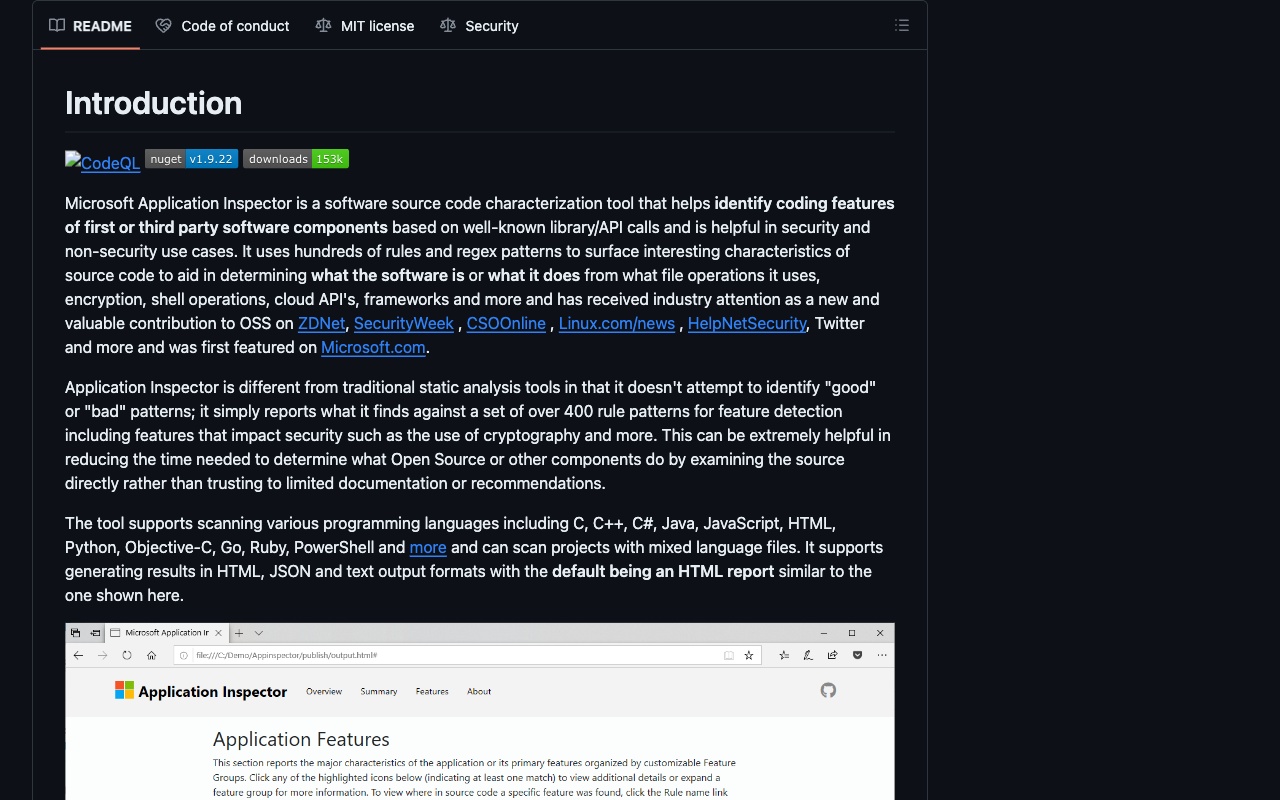 README Code of conduct MIT license Security
Introduction
CodeQL nuget v1.9.22 downloads 153k
Microsoft Application Inspector is a software source code characterization tool that helps identify coding features
of first or third party software components based on well-known library/API calls and is helpful in security and
non-security use cases. It uses hundreds of rules and regex patterns to surface interesting characteristics of
source code to aid in determining what the software is or what it does from what file operations it uses,
encryption, shell operations, cloud API's, frameworks and more and has received industry attention as a new and
valuable contribution to OSS on ZDNet, SecurityWeek , CSOOnline , Linux.com/news , HelpNetSecurity, Twitter
and more and was first featured on Microsoft.com.
Application Inspector is different from traditional static analysis tools in that it doesn't attempt to identify "good"
or "bad" patterns; it simply reports what it finds against a set of over 400 rule patterns for feature detection
including features that impact security such as the use of cryptography and more. This can be extremely helpful in
reducing the time needed to determine what Open Source or other components do by examining the source
directly rather than trusting to limited documentation or recommendations.
The tool supports scanning various programming languages including C, C++, C#, Java, JavaScript, HTML,
Python, Objective-C, Go, Ruby, PowerShell and more and can scan projects with mixed language files. It supports
generating results in HTML, JSON and text output formats with the default being an HTML report similar to the
one shown here.
Microsoft Application Ir
file:///C:/Demo/Appinspector/publish/output.html#
Application Inspector Overview Summary Features About
Application Features
This section reports the major characteristics of the application or its primary features organized by customizable Feature
Groups. Click any of the highlighted icons below (indicating at least one match) to view additional details or expand a
feature group for more information. To view where in source code a specific feature was found, click the Rule name link